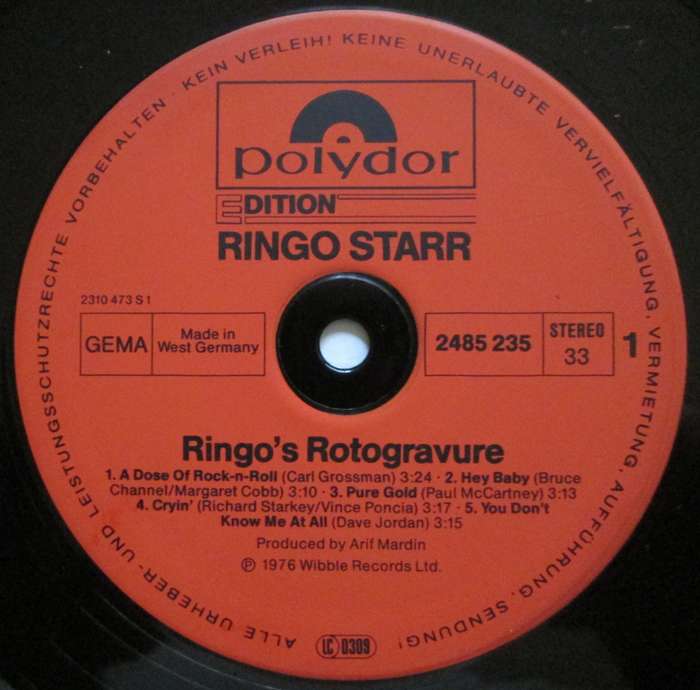 ALLE URHEBER- UND LEISTUNGSSCHUTZRECHTE VORBEHALTEN · KEIN VERLEIH! KEINE UNERLAUBTE VERVIELFÄLTIGUNG, VERMIETUNG, AUFFÜHRUNG, SENDUNG!
polydor
EDITION
RINGO STARR
2310 473 S 1
GEMA
Made in
West Germany
2485 235
STEREO
33
1
Ringo's Rotogravure
1. A Dose Of Rock-n-Roll (Carl Grossman) 3:24 · 2. Hey Baby (Bruce
Channel/Margaret Cobb) 3:10 · 3. Pure Gold (Paul McCartney) 3:13
4. Cryin' (Richard Starkey/Vince Poncia) 3:17 · 5. You Don't
Know Me At All (Dave Jordan) 3:15
Produced by Arif Mardin
Ⓟ 1976 Wibble Records Ltd.
LC 0309